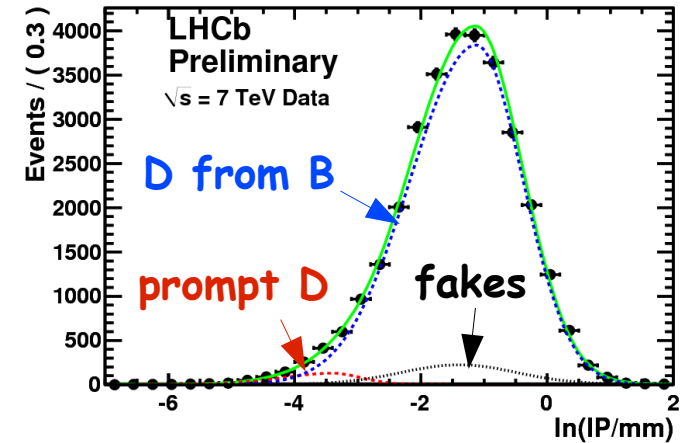 LHCb
Preliminary
√s = 7 TeV Data
Events / ( 0.3 )
4000
3500
3000
2500
2000
1500
1000
500
0
D from B
prompt D
fakes
-6
-4
-2
0
2
ln(IP/mm)